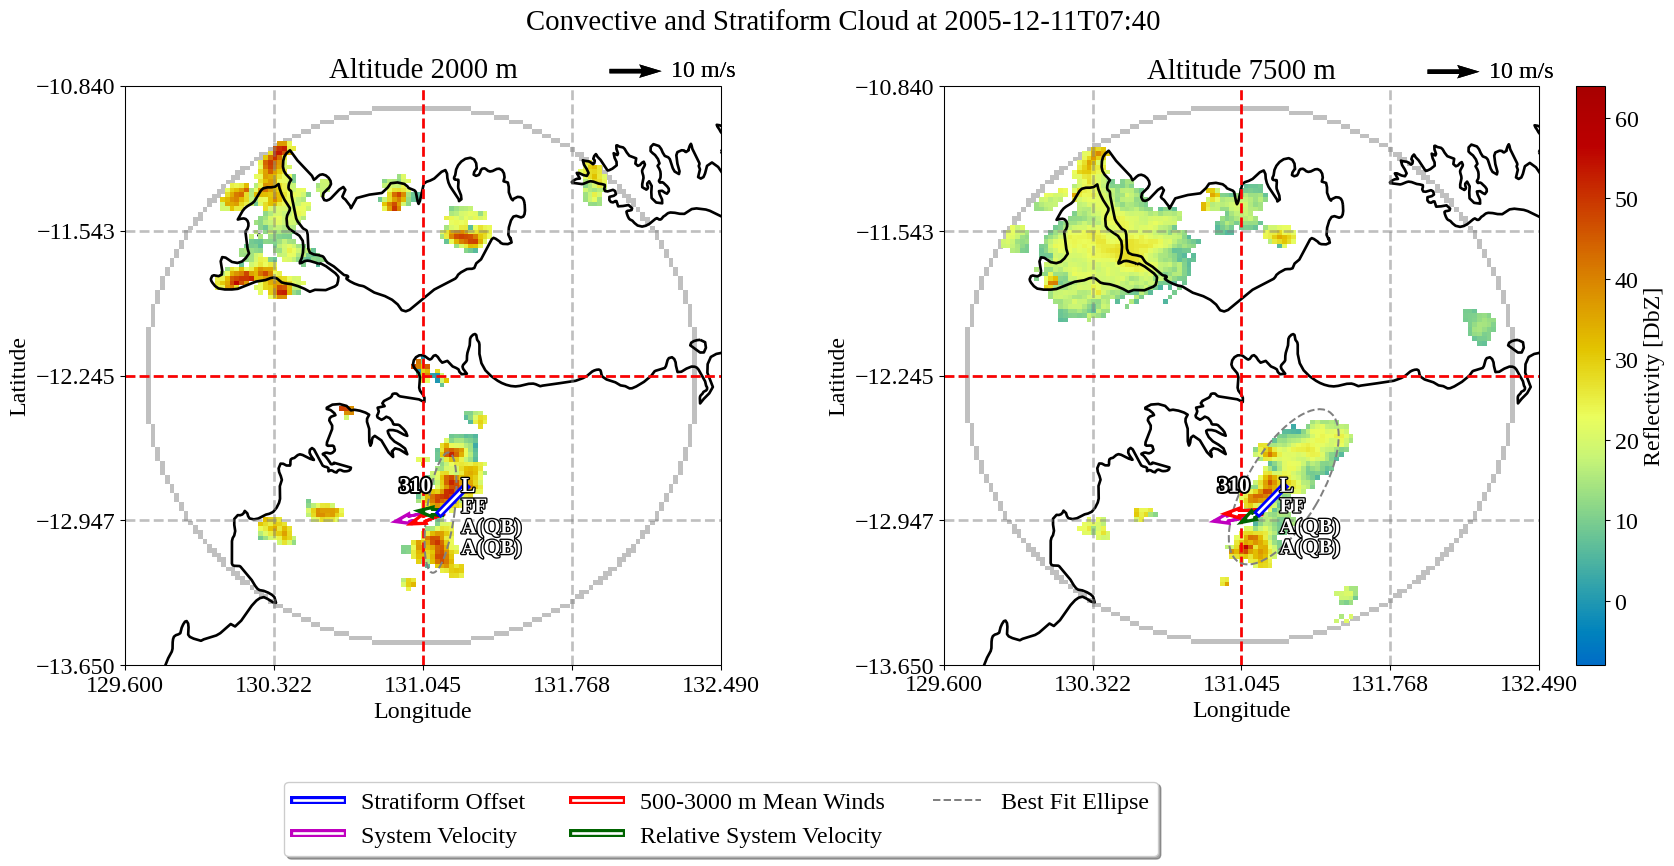 Convective and Stratiform Cloud at 2005-12-11T07:40
Altitude 2000 m
10 m/s
−10.840
−11.543
−12.245
−12.947
−13.650
Latitude
129.600
130.322
131.045
131.768
132.490
Longitude
310
L
FF
A(QB)
A(QB)
Altitude 7500 m
10 m/s
−10.840
−11.543
−12.245
−12.947
−13.650
Latitude
129.600
130.322
131.045
131.768
132.490
Longitude
310
L
FF
A(QB)
A(QB)
60
50
40
30
20
10
0
Reflectivity [DbZ]
Stratiform Offset
System Velocity
500-3000 m Mean Winds
Relative System Velocity
Best Fit Ellipse